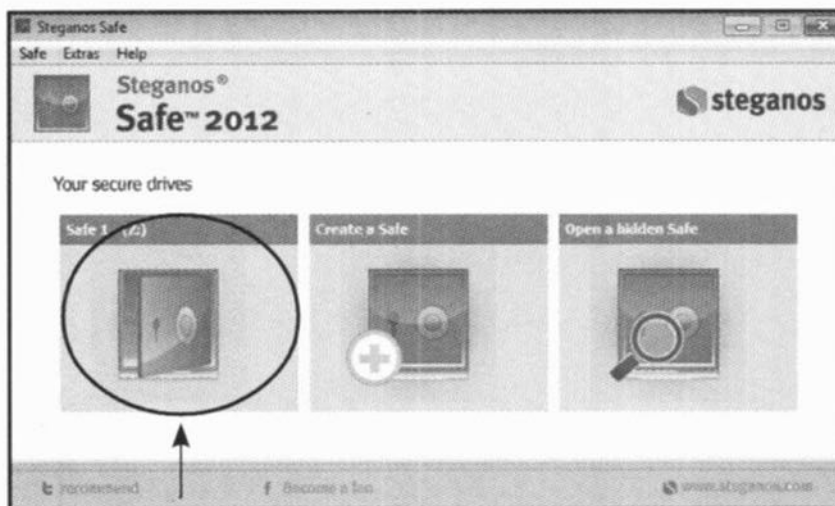 Steganos Safe
Safe Extras Help
Steganos®
Safe™ 2012
steganos
Your secure drives
Safe 1
Create a Safe
Open a hidden Safe
recommend
Become a fan
www.steganos.com